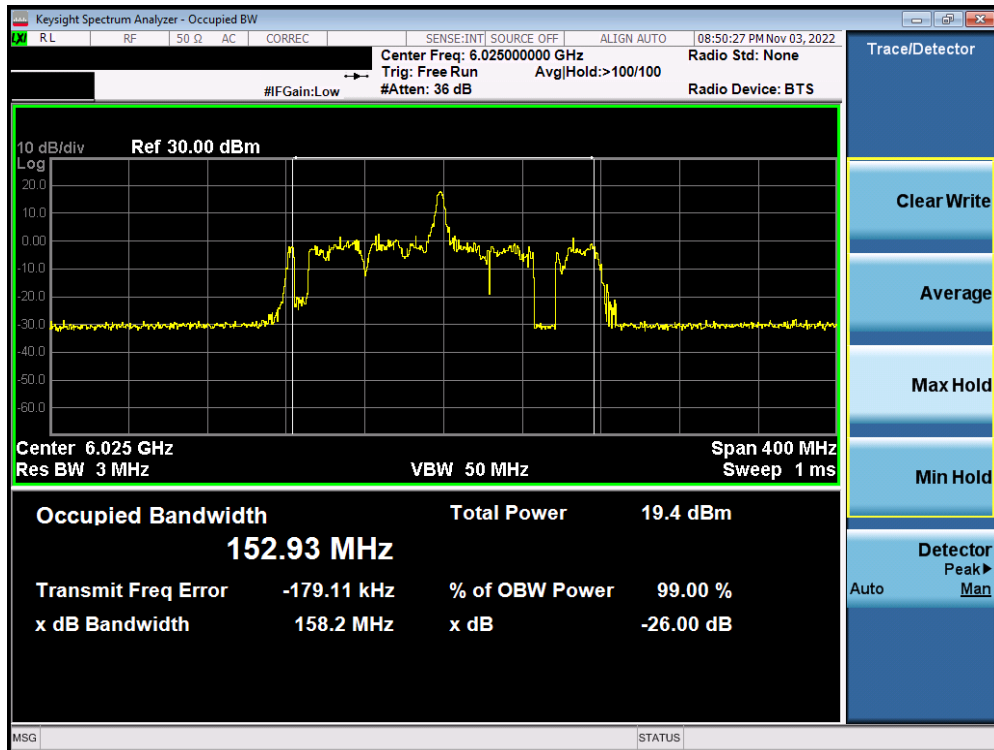 Keysight Spectrum Analyzer - Occupied BW
LXI RL RF 50 Ω AC CORREC SENSE:INT SOURCE OFF ALIGN AUTO 08:50:27 PM Nov 03, 2022
Center Freq: 6.025000000 GHz Radio Std: None
Trig: Free Run Avg|Hold:>100/100
#IFGain:Low #Atten: 36 dB Radio Device: BTS
Trace/Detector
10 dB/div Ref 30.00 dBm
Log
20.0
10.0
0.00
-10.0
-20.0
-30.0
-40.0
-50.0
-60.0
Center 6.025 GHz Span 400 MHz
Res BW 3 MHz VBW 50 MHz Sweep 1 ms
Occupied Bandwidth Total Power 19.4 dBm
152.93 MHz
Transmit Freq Error -179.11 kHz % of OBW Power 99.00 %
x dB Bandwidth 158.2 MHz x dB -26.00 dB
Clear Write
Average
Max Hold
Min Hold
Detector
Peak▶
Auto Man
MSG STATUS